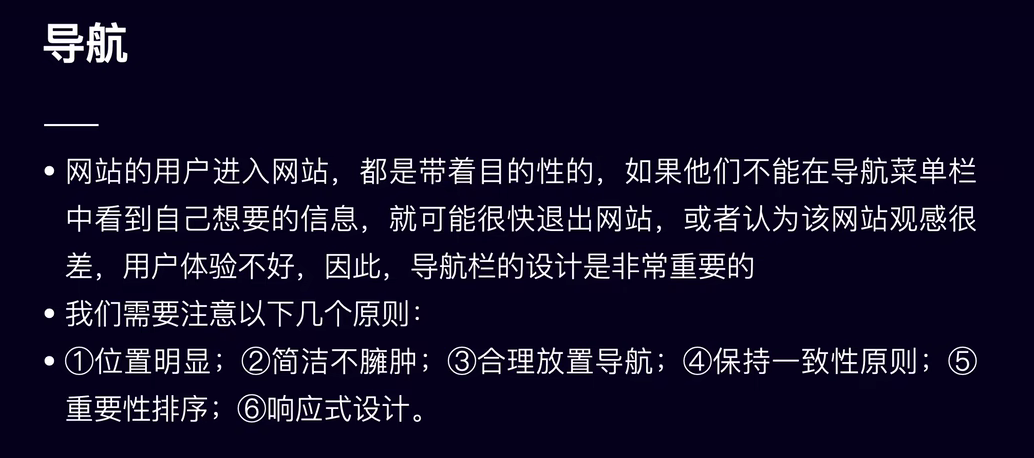 导航
•网站的用户进入网站，都是带着目的性的，如果他们不能在导航菜单栏
中看到自己想要的信息，就可能很快退出网站，或者认为该网站观感很
差，用户体验不好，因此，导航栏的设计是非常重要的
•我们需要注意以下几个原则：
•①位置明显；②简洁不臃肿；③合理放置导航；④保持一致性原则；⑤
重要性排序；⑥响应式设计。